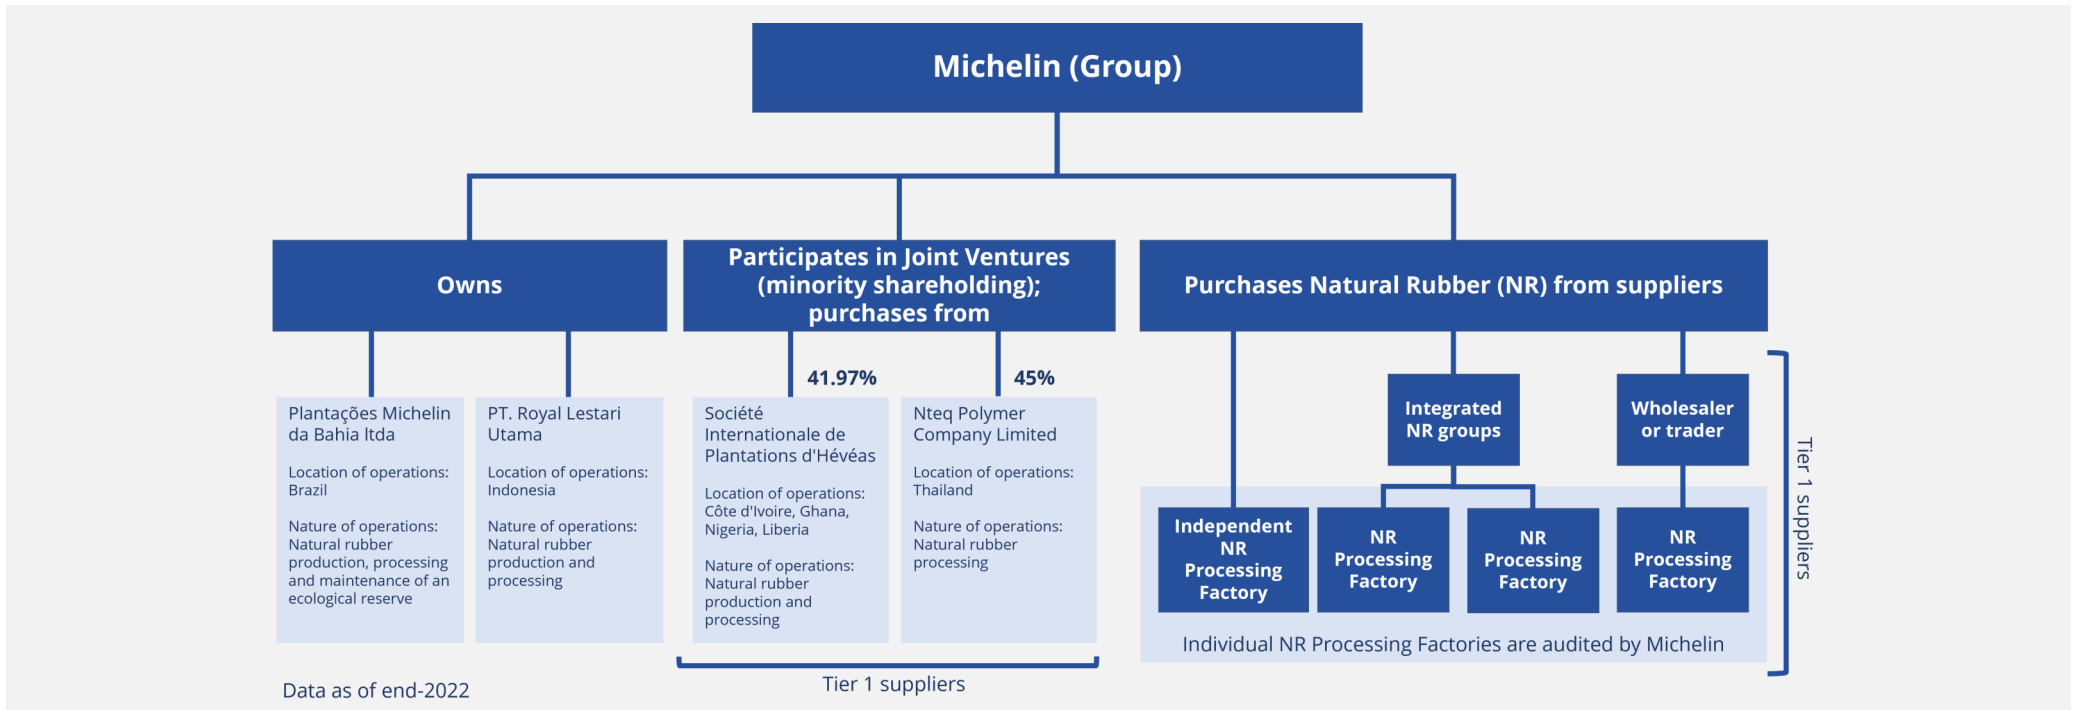 Michelin (Group)
Owns
Participates in Joint Ventures
(minority shareholding);
purchases from
Purchases Natural Rubber (NR) from suppliers
41.97%
45%
Plantações Michelin
da Bahia ltda
Location of operations:
Brazil
Nature of operations:
Natural rubber
production, processing
and maintenance of an
ecological reserve
PT. Royal Lestari
Utama
Location of operations:
Indonesia
Nature of operations:
Natural rubber
production and
processing
Société
Internationale de
Plantations d'Hévéas
Location of operations:
Côte d'Ivoire, Ghana,
Nigeria, Liberia
Nature of operations:
Natural rubber
production and
processing
Nteq Polymer
Company Limited
Location of operations:
Thailand
Nature of operations:
Natural rubber
processing
Integrated
NR groups
Wholesaler
or trader
Independent
NR
Processing
Factory
NR
Processing
Factory
NR
Processing
Factory
NR
Processing
Factory
Individual NR Processing Factories are audited by Michelin
Tier 1 suppliers
Tier 1 suppliers
Data as of end-2022